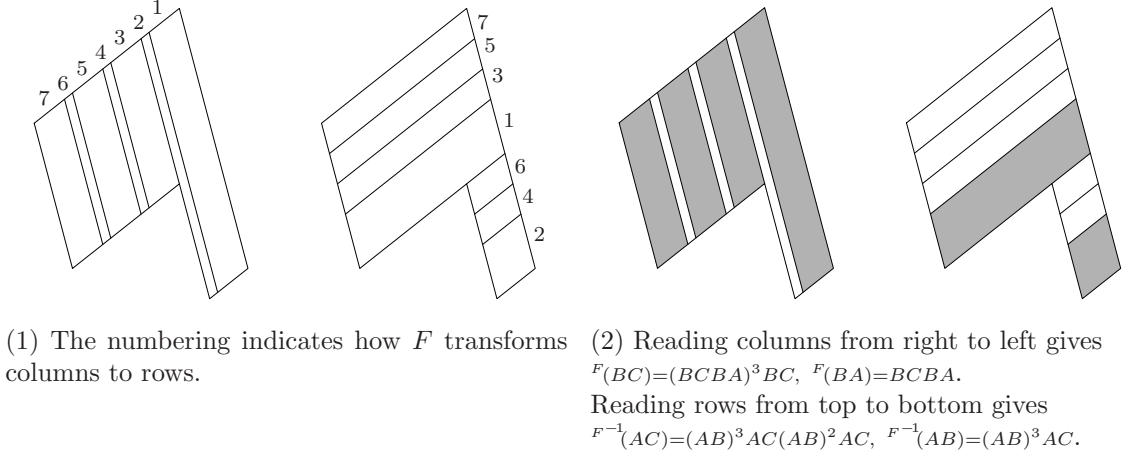 1
2
3
4
5
6
7
7
5
3
1
6
4
2
(1) The numbering indicates how F transforms
columns to rows.
(2) Reading columns from right to left gives
ᶠ(BC)=(BCBA)³BC, ᶠ(BA)=BCBA.
Reading rows from top to bottom gives
ᶠ⁻¹(AC)=(AB)³AC(AB)²AC, ᶠ⁻¹(AB)=(AB)³AC.